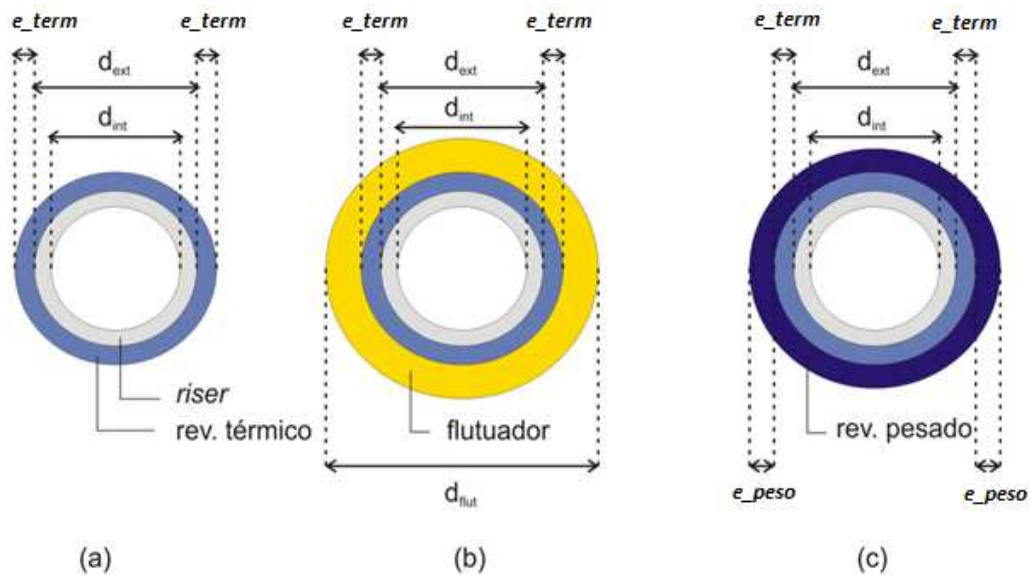 e_term
e_term
d_ext
d_int
riser
rev. térmico
(a)
e_term
e_term
d_ext
d_int
flutuador
d_flut
(b)
e_term
e_term
d_ext
d_int
rev. pesado
e_peso
e_peso
(c)